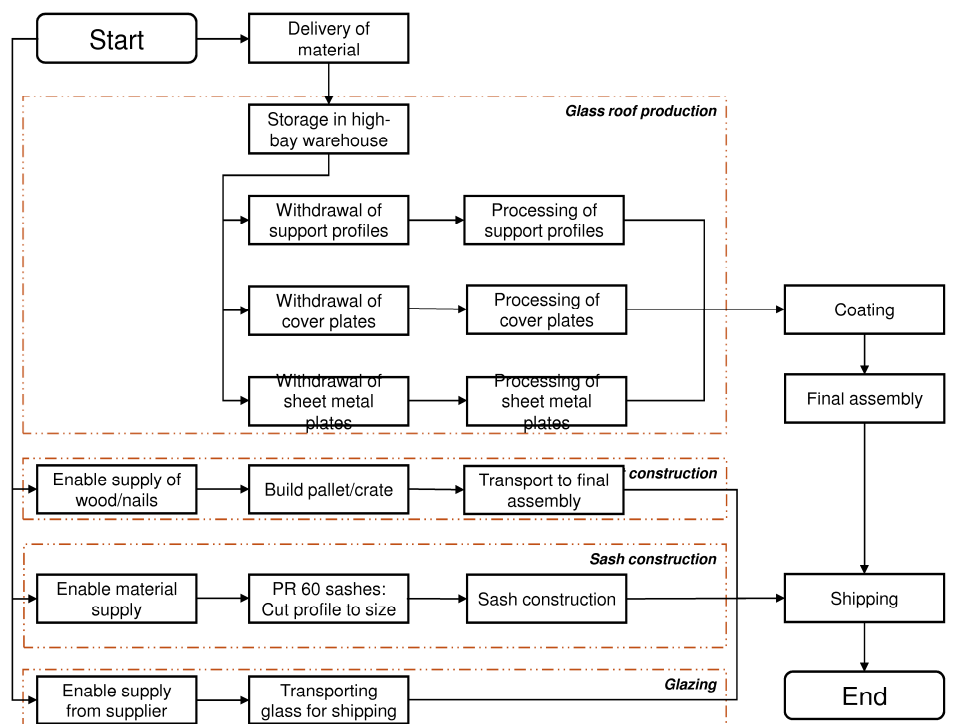 Start
Delivery of
material
Glass roof production
Storage in high-
bay warehouse
Withdrawal of
support profiles
Processing of
support profiles
Withdrawal of
cover plates
Processing of
cover plates
Coating
Withdrawal of
sheet metal
plates
Processing of
sheet metal
plates
Final assembly
construction
Enable supply of
wood/nails
Build pallet/crate
Transport to final
assembly
Sash construction
Enable material
supply
PR 60 sashes:
Cut profile to size
Sash construction
Shipping
Glazing
Enable supply
from supplier
Transporting
glass for shipping
End